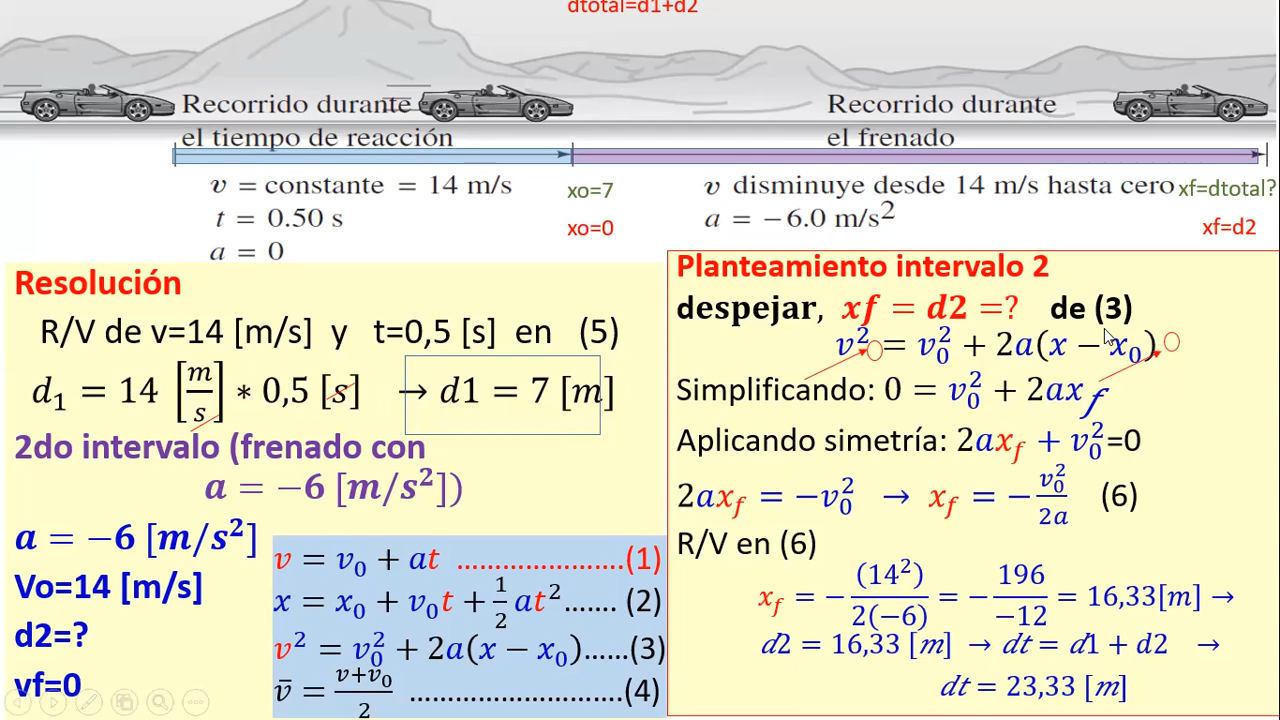 dtotal=d1+d2
Recorrido durante
el tiempo de reacción
Recorrido durante
el frenado
v = constante = 14 m/s
t = 0.50 s
a = 0
xo=7
xo=0
v disminuye desde 14 m/s hasta cero
a = −6.0 m/s²
xf=dtotal?
xf=d2
Resolución
R/V de v=14 [m/s] y t=0,5 [s] en (5)
d₁ = 14 [m/s] * 0,5 [s] → d1 = 7 [m]
2do intervalo (frenado con
a = −6 [m/s²])
a = −6 [m/s²]
Vo=14 [m/s]
d2=?
vf=0
v = v₀ + at ........................(1)
x = x₀ + v₀t + 1/2 at²....... (2)
v² = v₀² + 2a(x − x₀)......(3)
v̄ = (v+v₀)/2 ...........................(4)
Planteamiento intervalo 2
despejar, xf = d2 =? de (3)
v² = v₀² + 2a(x − x₀)
Simplificando: 0 = v₀² + 2ax f
Aplicando simetría: 2axf + v₀²=0
2axf = −v₀² → xf = − v₀²/2a (6)
R/V en (6)
xf = − (14²)/2(−6) = − 196/−12 = 16,33[m] →
d2 = 16,33 [m] → dt = d1 + d2 →
dt = 23,33 [m]